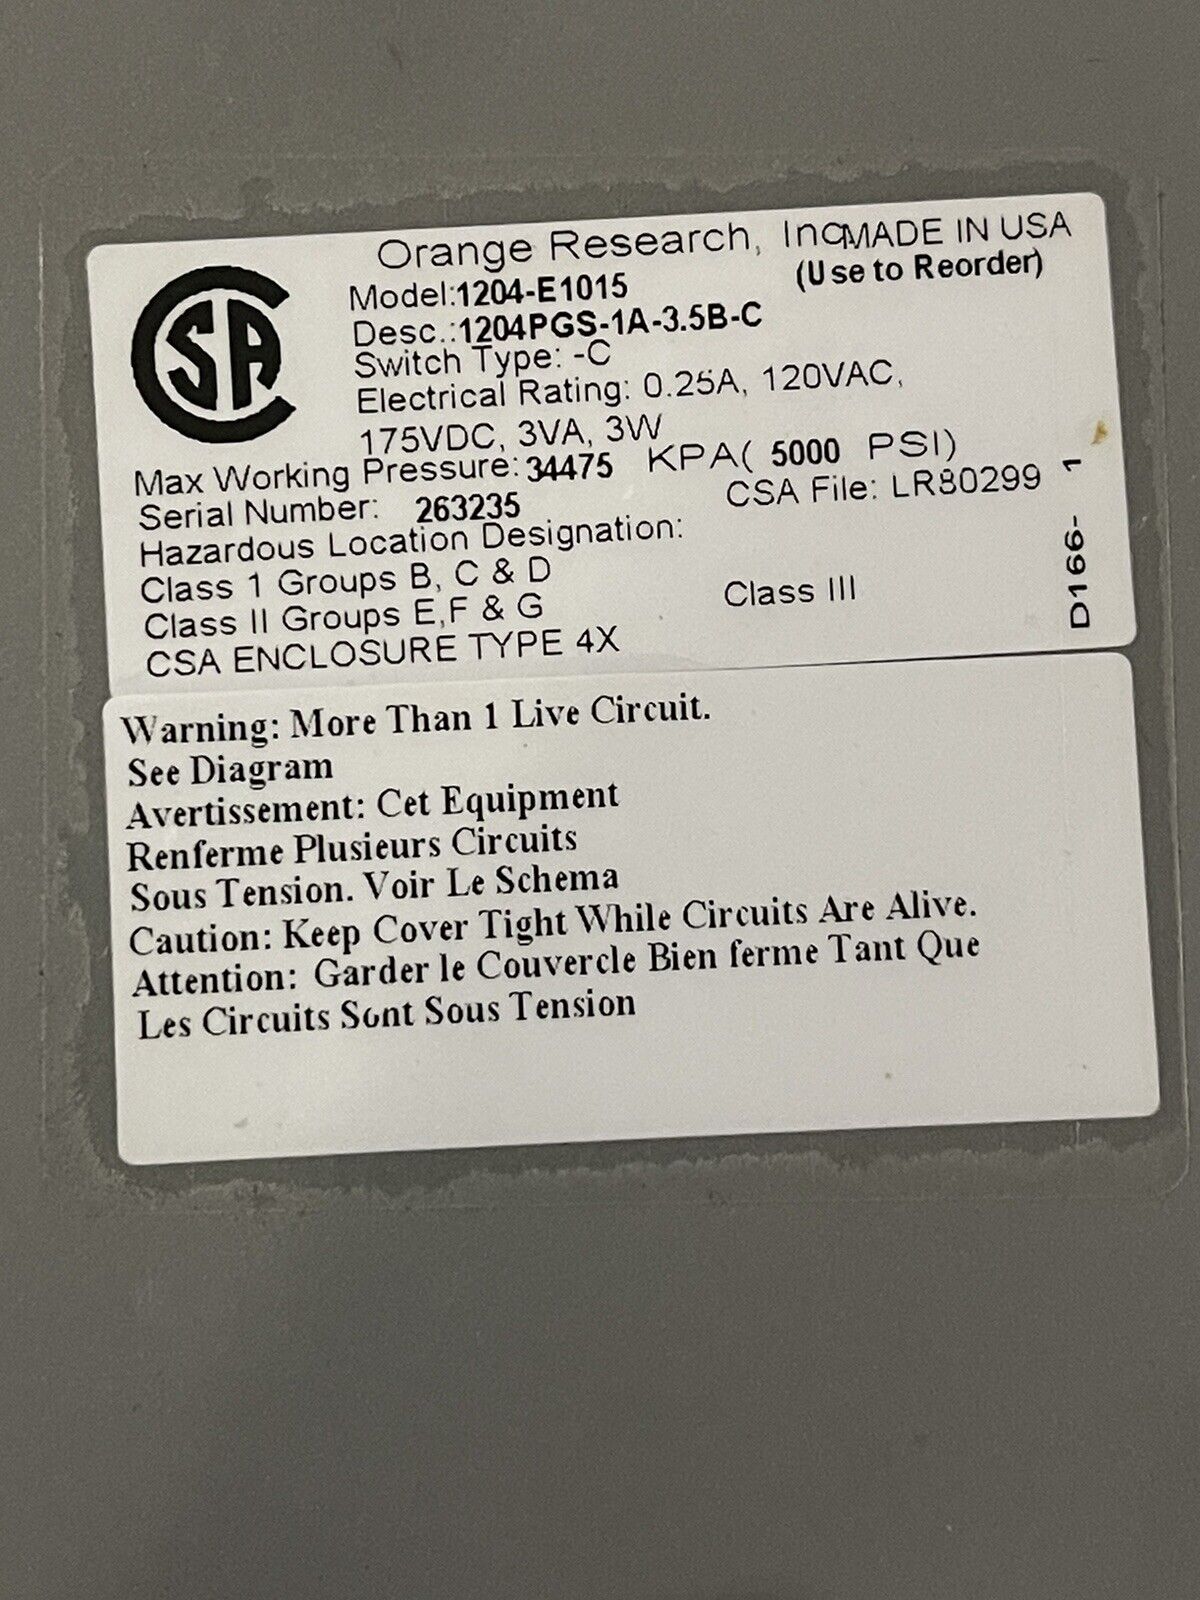 CSA
Orange Research, Inc MADE IN USA
Model:1204-E1015 (Use to Reorder)
Desc.:1204PGS-1A-3.5B-C
Switch Type: -C
Electrical Rating: 0.25A, 120VAC,
175VDC, 3VA, 3W
Max Working Pressure: 34475 KPA( 5000 PSI)
Serial Number: 263235 CSA File: LR80299
Hazardous Location Designation:
Class 1 Groups B, C & D
Class II Groups E,F & G Class III
CSA ENCLOSURE TYPE 4X
D166- 1
Warning: More Than 1 Live Circuit.
See Diagram
Avertissement: Cet Equipment
Renferme Plusieurs Circuits
Sous Tension. Voir Le Schema
Caution: Keep Cover Tight While Circuits Are Alive.
Attention: Garder le Couvercle Bien ferme Tant Que
Les Circuits Sont Sous Tension